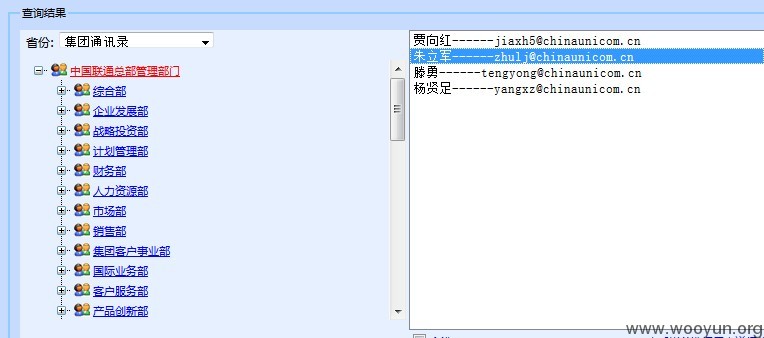 查询结果
省份: 集团通讯录
中国联通总部管理部门
综合部
企业发展部
战略投资部
计划管理部
财务部
人力资源部
市场部
销售部
集团客户事业部
国际业务部
客户服务部
产品创新部
贾向红------jiaxh5@chinaunicom.cn
朱立军------zhulj@chinaunicom.cn
滕勇------tengyong@chinaunicom.cn
杨贤足------yangxz@chinaunicom.cn
www.wooyun.org